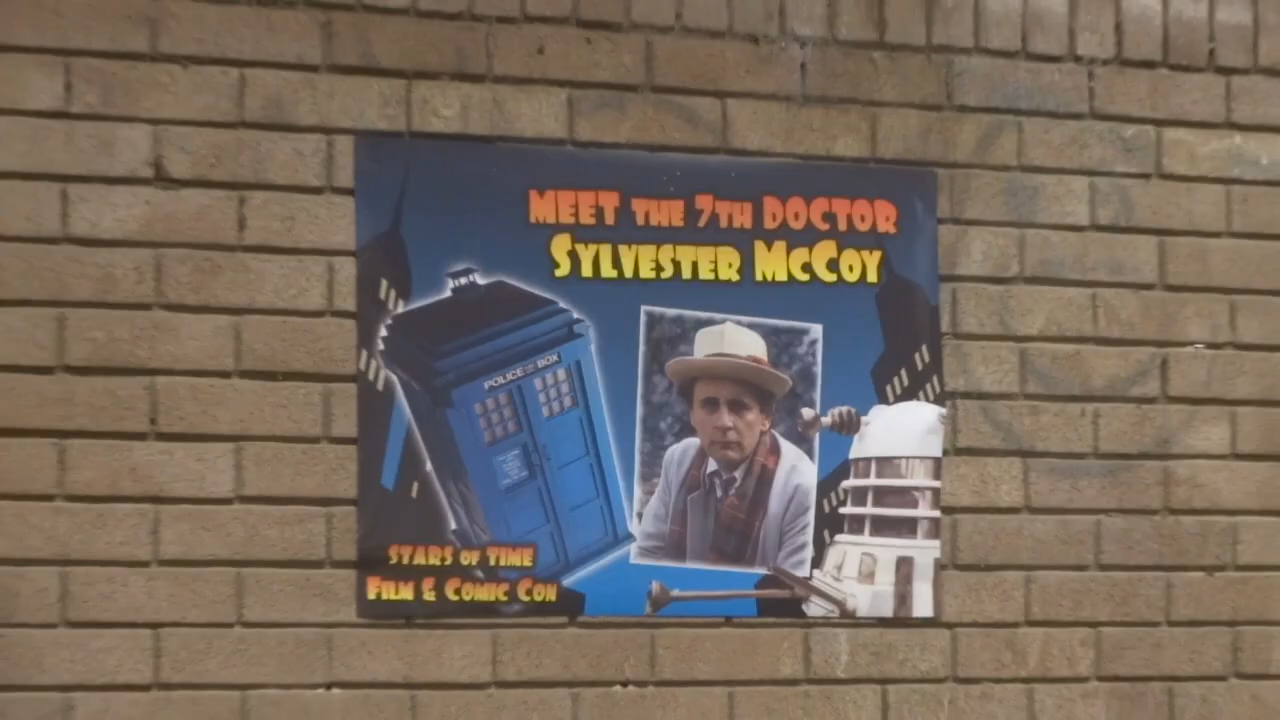 MEET THE 7TH DOCTOR
SYLVESTER MCCOY
POLICE BOX
STARS OF TIME
FILM & COMIC CON